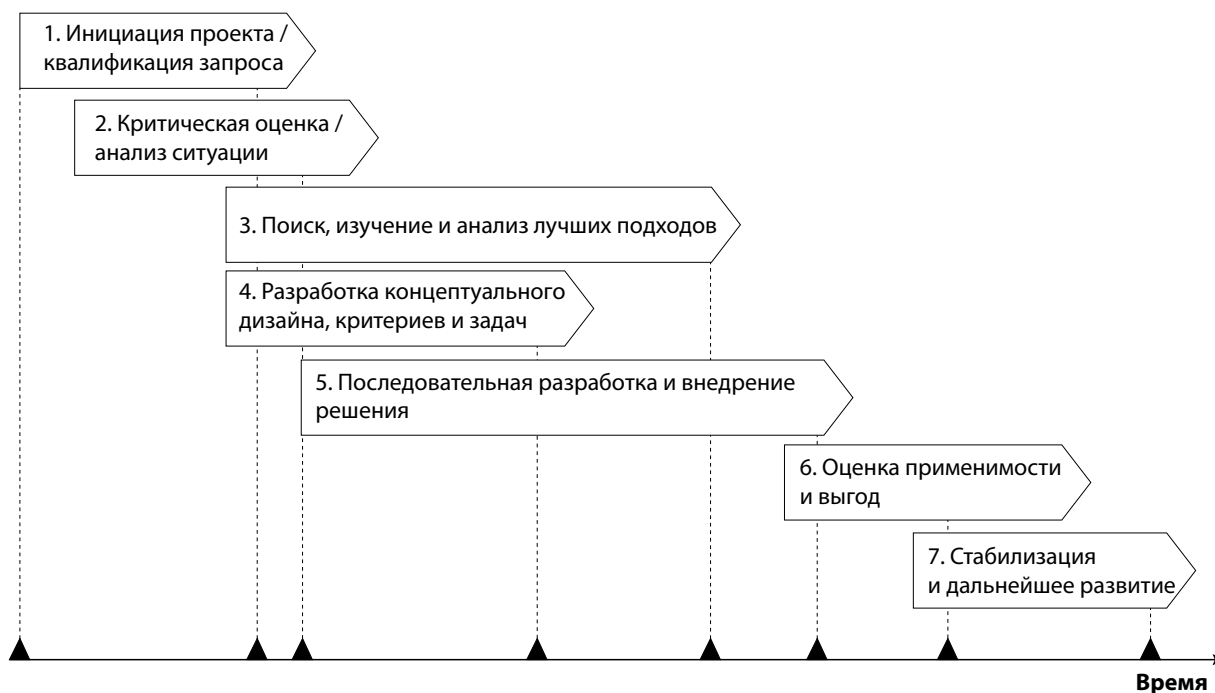 1. Инициация проекта /
квалификация запроса
2. Критическая оценка /
анализ ситуации
3. Поиск, изучение и анализ лучших подходов
4. Разработка концептуального
дизайна, критериев и задач
5. Последовательная разработка и внедрение
решения
6. Оценка применимости
и выгод
7. Стабилизация
и дальнейшее развитие
Время